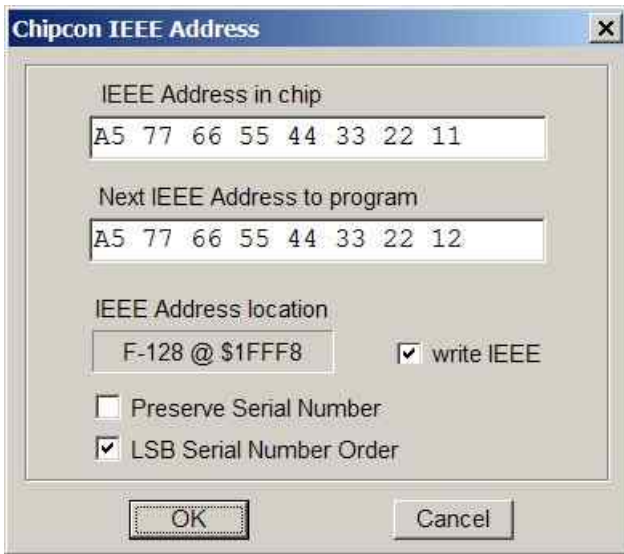 Chipcon IEEE Address
IEEE Address in chip
A5 77 66 55 44 33 22 11
Next IEEE Address to program
A5 77 66 55 44 33 22 12
IEEE Address location
F-128 @ $1FFF8
write IEEE
Preserve Serial Number
LSB Serial Number Order
OK
Cancel